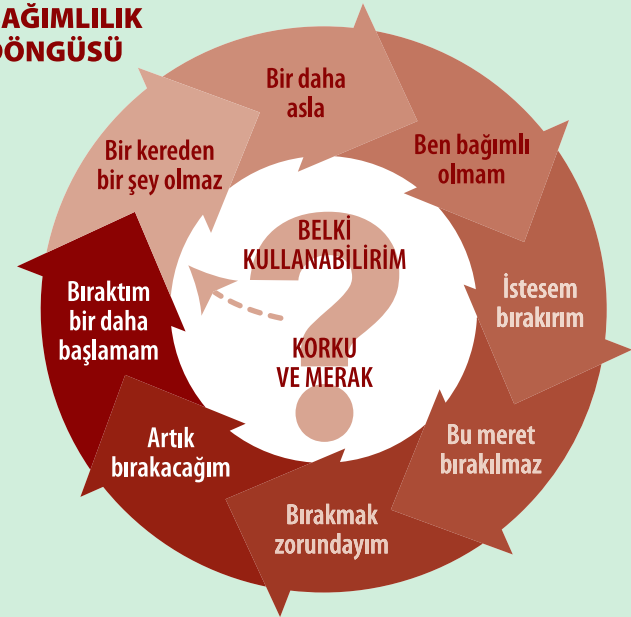 AĞIMLILIK
DÖNGÜSÜ
Bir kereden
bir şey olmaz
Bir daha
asla
Ben bağımlı
olmam
İstesem
bırakırım
Bu meret
bırakılmaz
Bırakmak
zorundayım
Artık
bırakacağım
Bıraktım
bir daha
başlamam
BELKİ
KULLANABİLİRİM
KORKU
VE MERAK
?